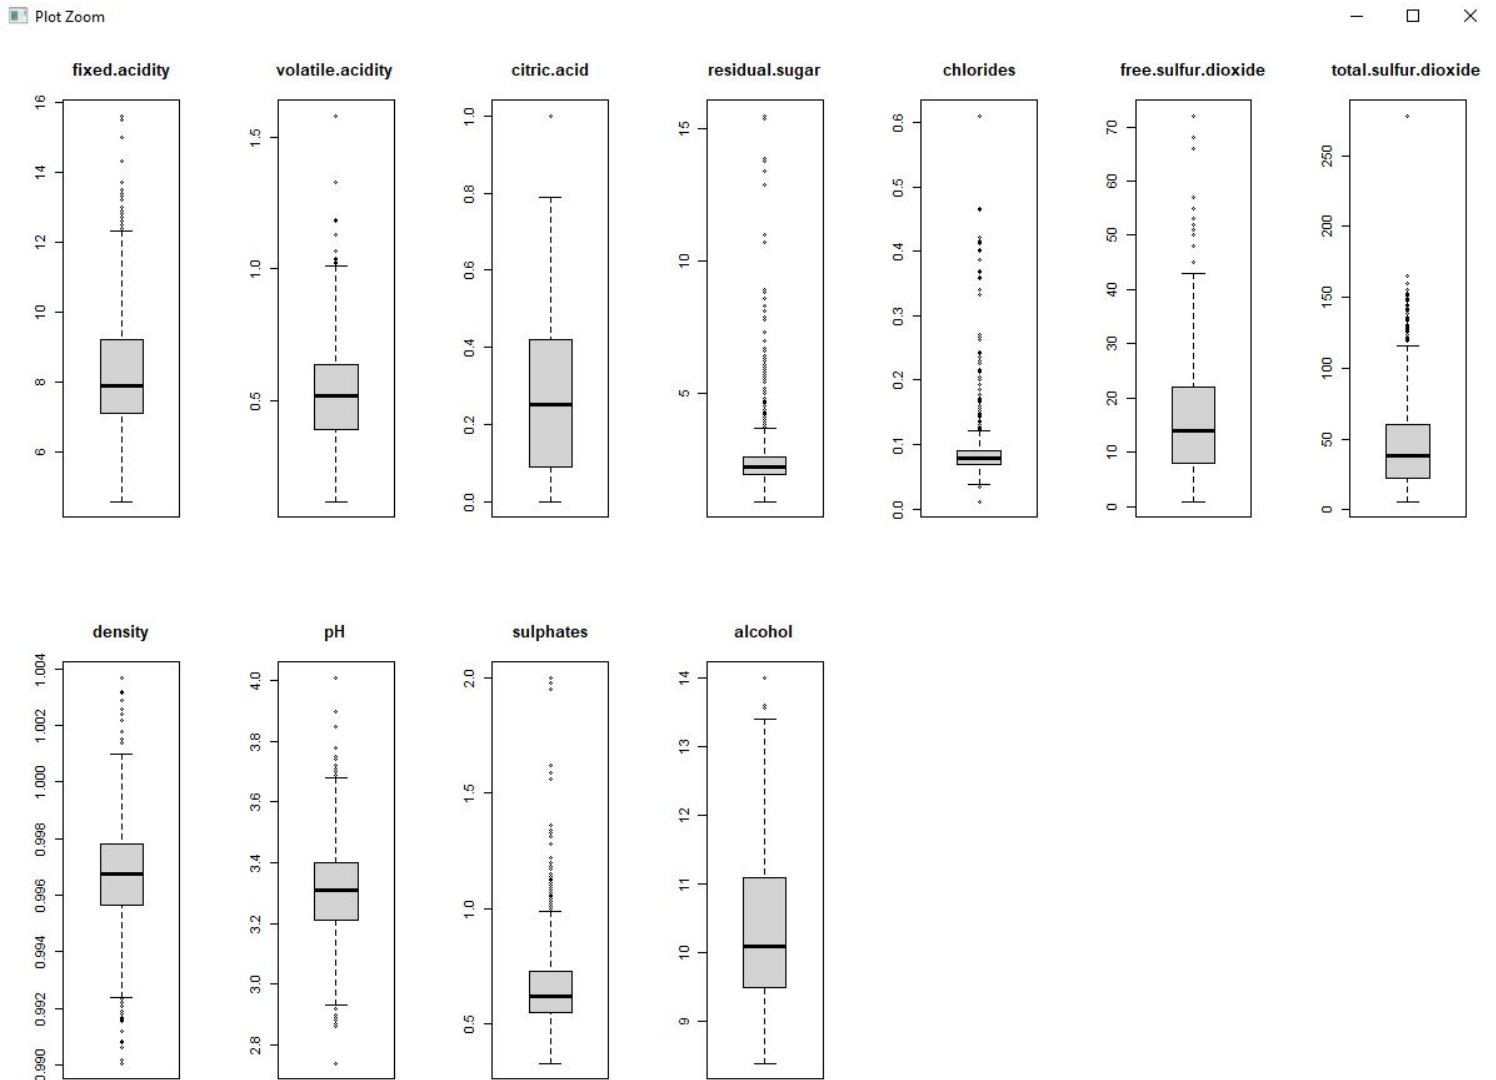 Plot Zoom
fixed.acidity
volatile.acidity
citric.acid
residual.sugar
chlorides
free.sulfur.dioxide
total.sulfur.dioxide
6 8 10 12 14 16
0.5 1.0 1.5
0.0 0.2 0.4 0.6 0.8 1.0
5 10 15
0.0 0.1 0.2 0.3 0.4 0.5 0.6
0 10 20 30 40 50 60 70
0 50 100 150 200 250
density
pH
sulphates
alcohol
0.990 0.992 0.994 0.996 0.998 1.000 1.002 1.004
2.8 3.0 3.2 3.4 3.6 3.8 4.0
0.5 1.0 1.5 2.0
9 10 11 12 13 14